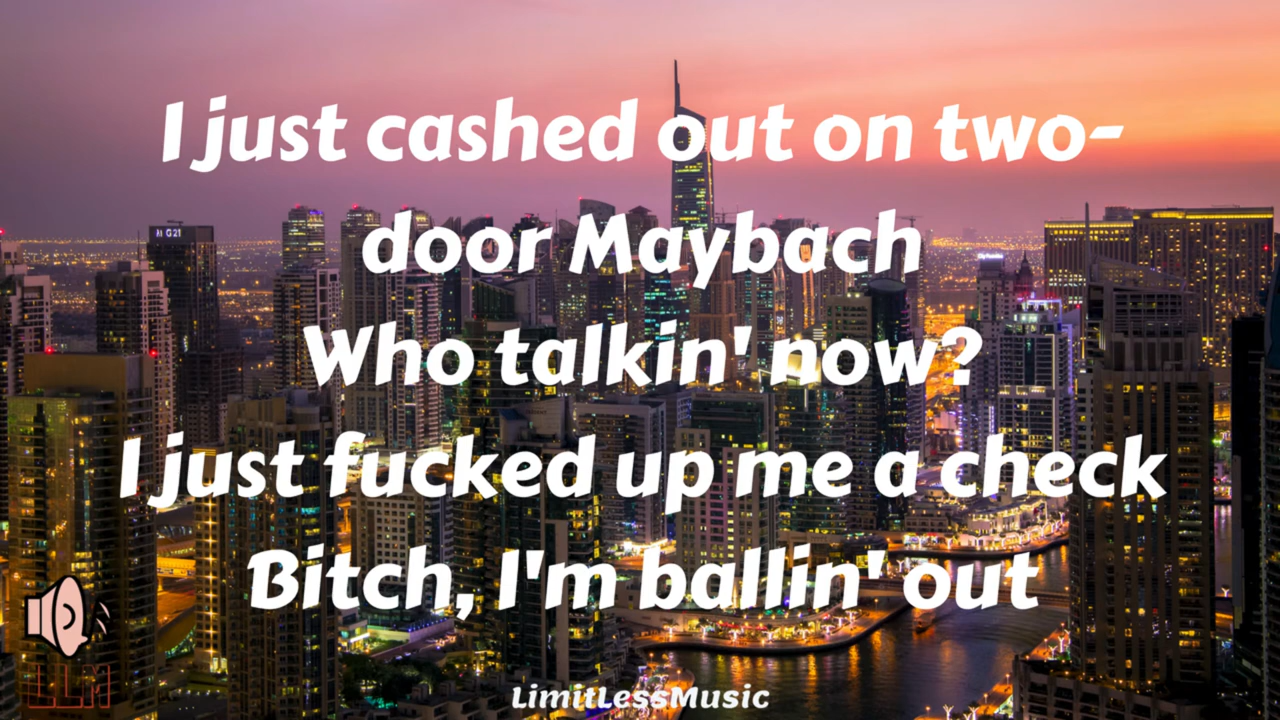 I just cashed out on two-
door Maybach
Who talkin' now?
I just fucked up me a check
Bitch, I'm ballin' out
LLM
LimitLessMusic